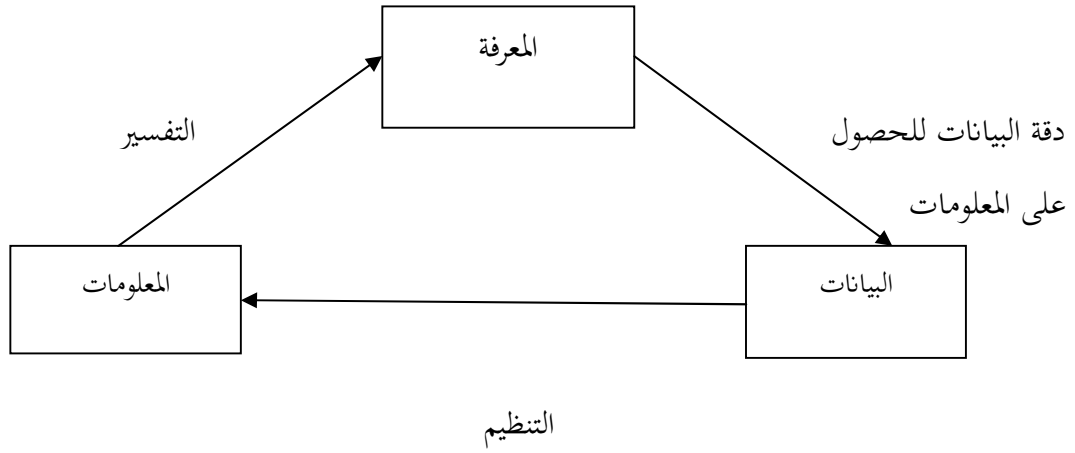 المعرفة
التفسير
دقة البيانات للحصول
على المعلومات
البيانات
المعلومات
التنظيم